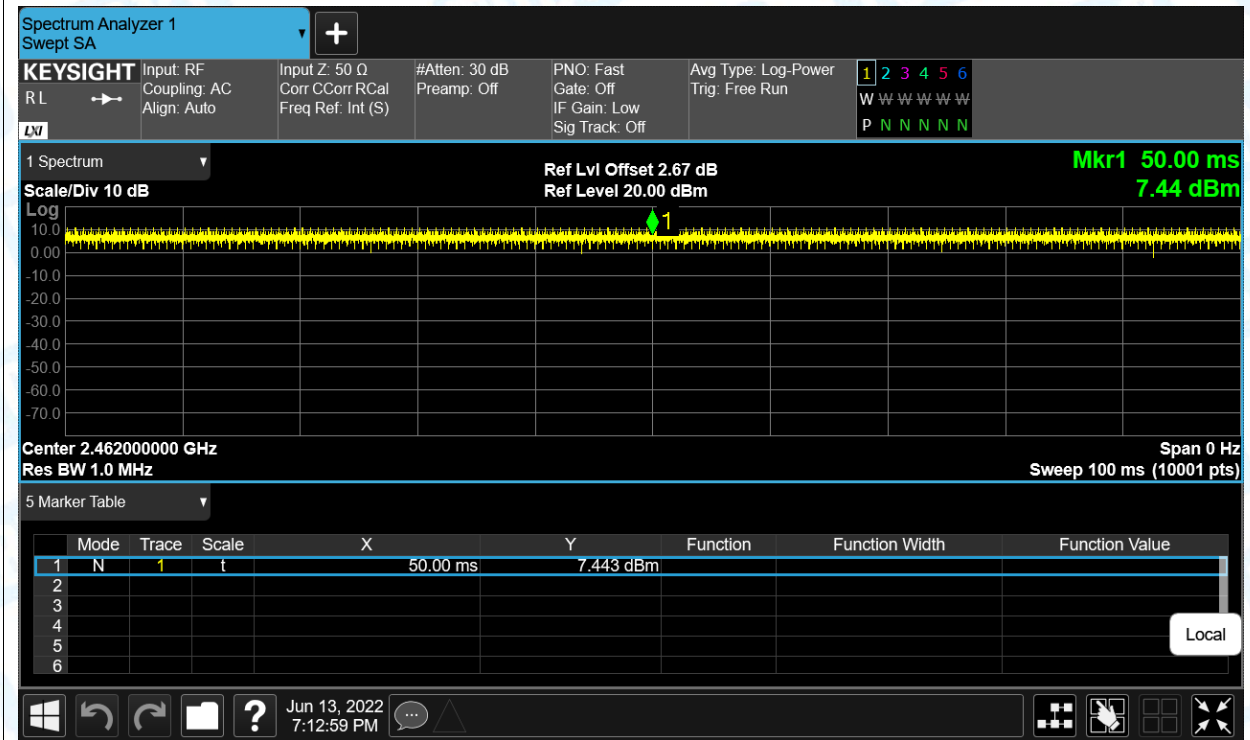 Spectrum Analyzer 1
Swept SA
KEYSIGHT
R L
LXI
Input: RF
Coupling: AC
Align: Auto
Input Z: 50 Ω
Corr CCorr RCal
Freq Ref: Int (S)
#Atten: 30 dB
Preamp: Off
PNO: Fast
Gate: Off
IF Gain: Low
Sig Track: Off
Avg Type: Log-Power
Trig: Free Run
1 2 3 4 5 6
W W W W W W
P N N N N N
1 Spectrum
Scale/Div 10 dB
Ref Lvl Offset 2.67 dB
Ref Level 20.00 dBm
Mkr1 50.00 ms
7.44 dBm
Log
1
10.0
0.00
-10.0
-20.0
-30.0
-40.0
-50.0
-60.0
-70.0
Center 2.462000000 GHz
Span 0 Hz
Res BW 1.0 MHz
Sweep 100 ms (10001 pts)
5 Marker Table
Mode Trace Scale X Y Function Function Width Function Value
1 N 1 t 50.00 ms 7.443 dBm
2
3
4
5
6
Local
?
Jun 13, 2022
7:12:59 PM